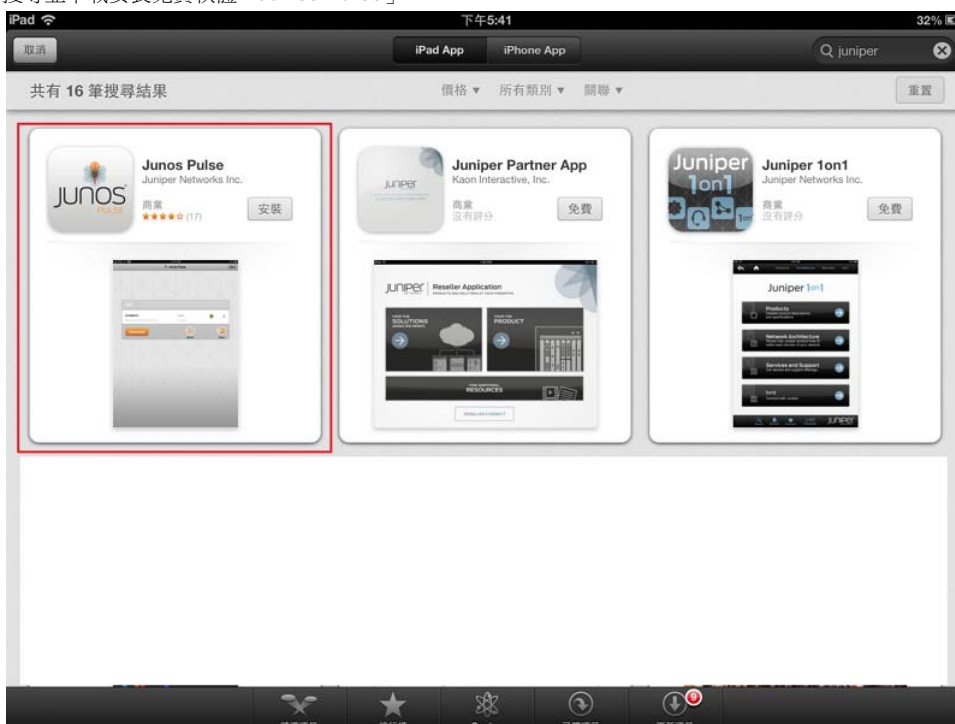 iPad 下午5:41 32%
取消 iPad App iPhone App juniper
共有 16 筆搜尋結果 價格 ▼ 所有類別 ▼ 關聯 ▼ 重置
JUNOS
PULSE
Junos Pulse
Juniper Networks Inc.
商業
★★★★☆ (17)
安裝
JUNIPER
Juniper Partner App
Kaon Interactive, Inc.
商業
沒有評分
免費
Juniper
1on1
Juniper 1on1
Juniper Networks Inc.
商業
沒有評分
免費
JUNIPER Reseller Application
SOLUTIONS
PRODUCT
RESOURCES
Juniper 1on1
Products
Network Architecture
Services and Support
1on1
JUNIPER
9